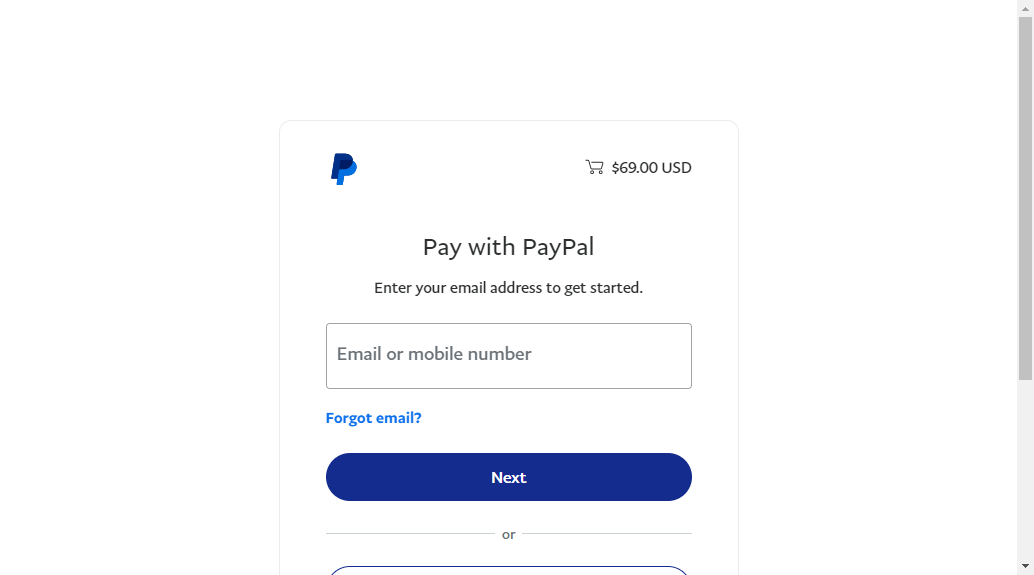 $69.00 USD
Pay with PayPal
Enter your email address to get started.
Email or mobile number
Forgot email?
Next
or